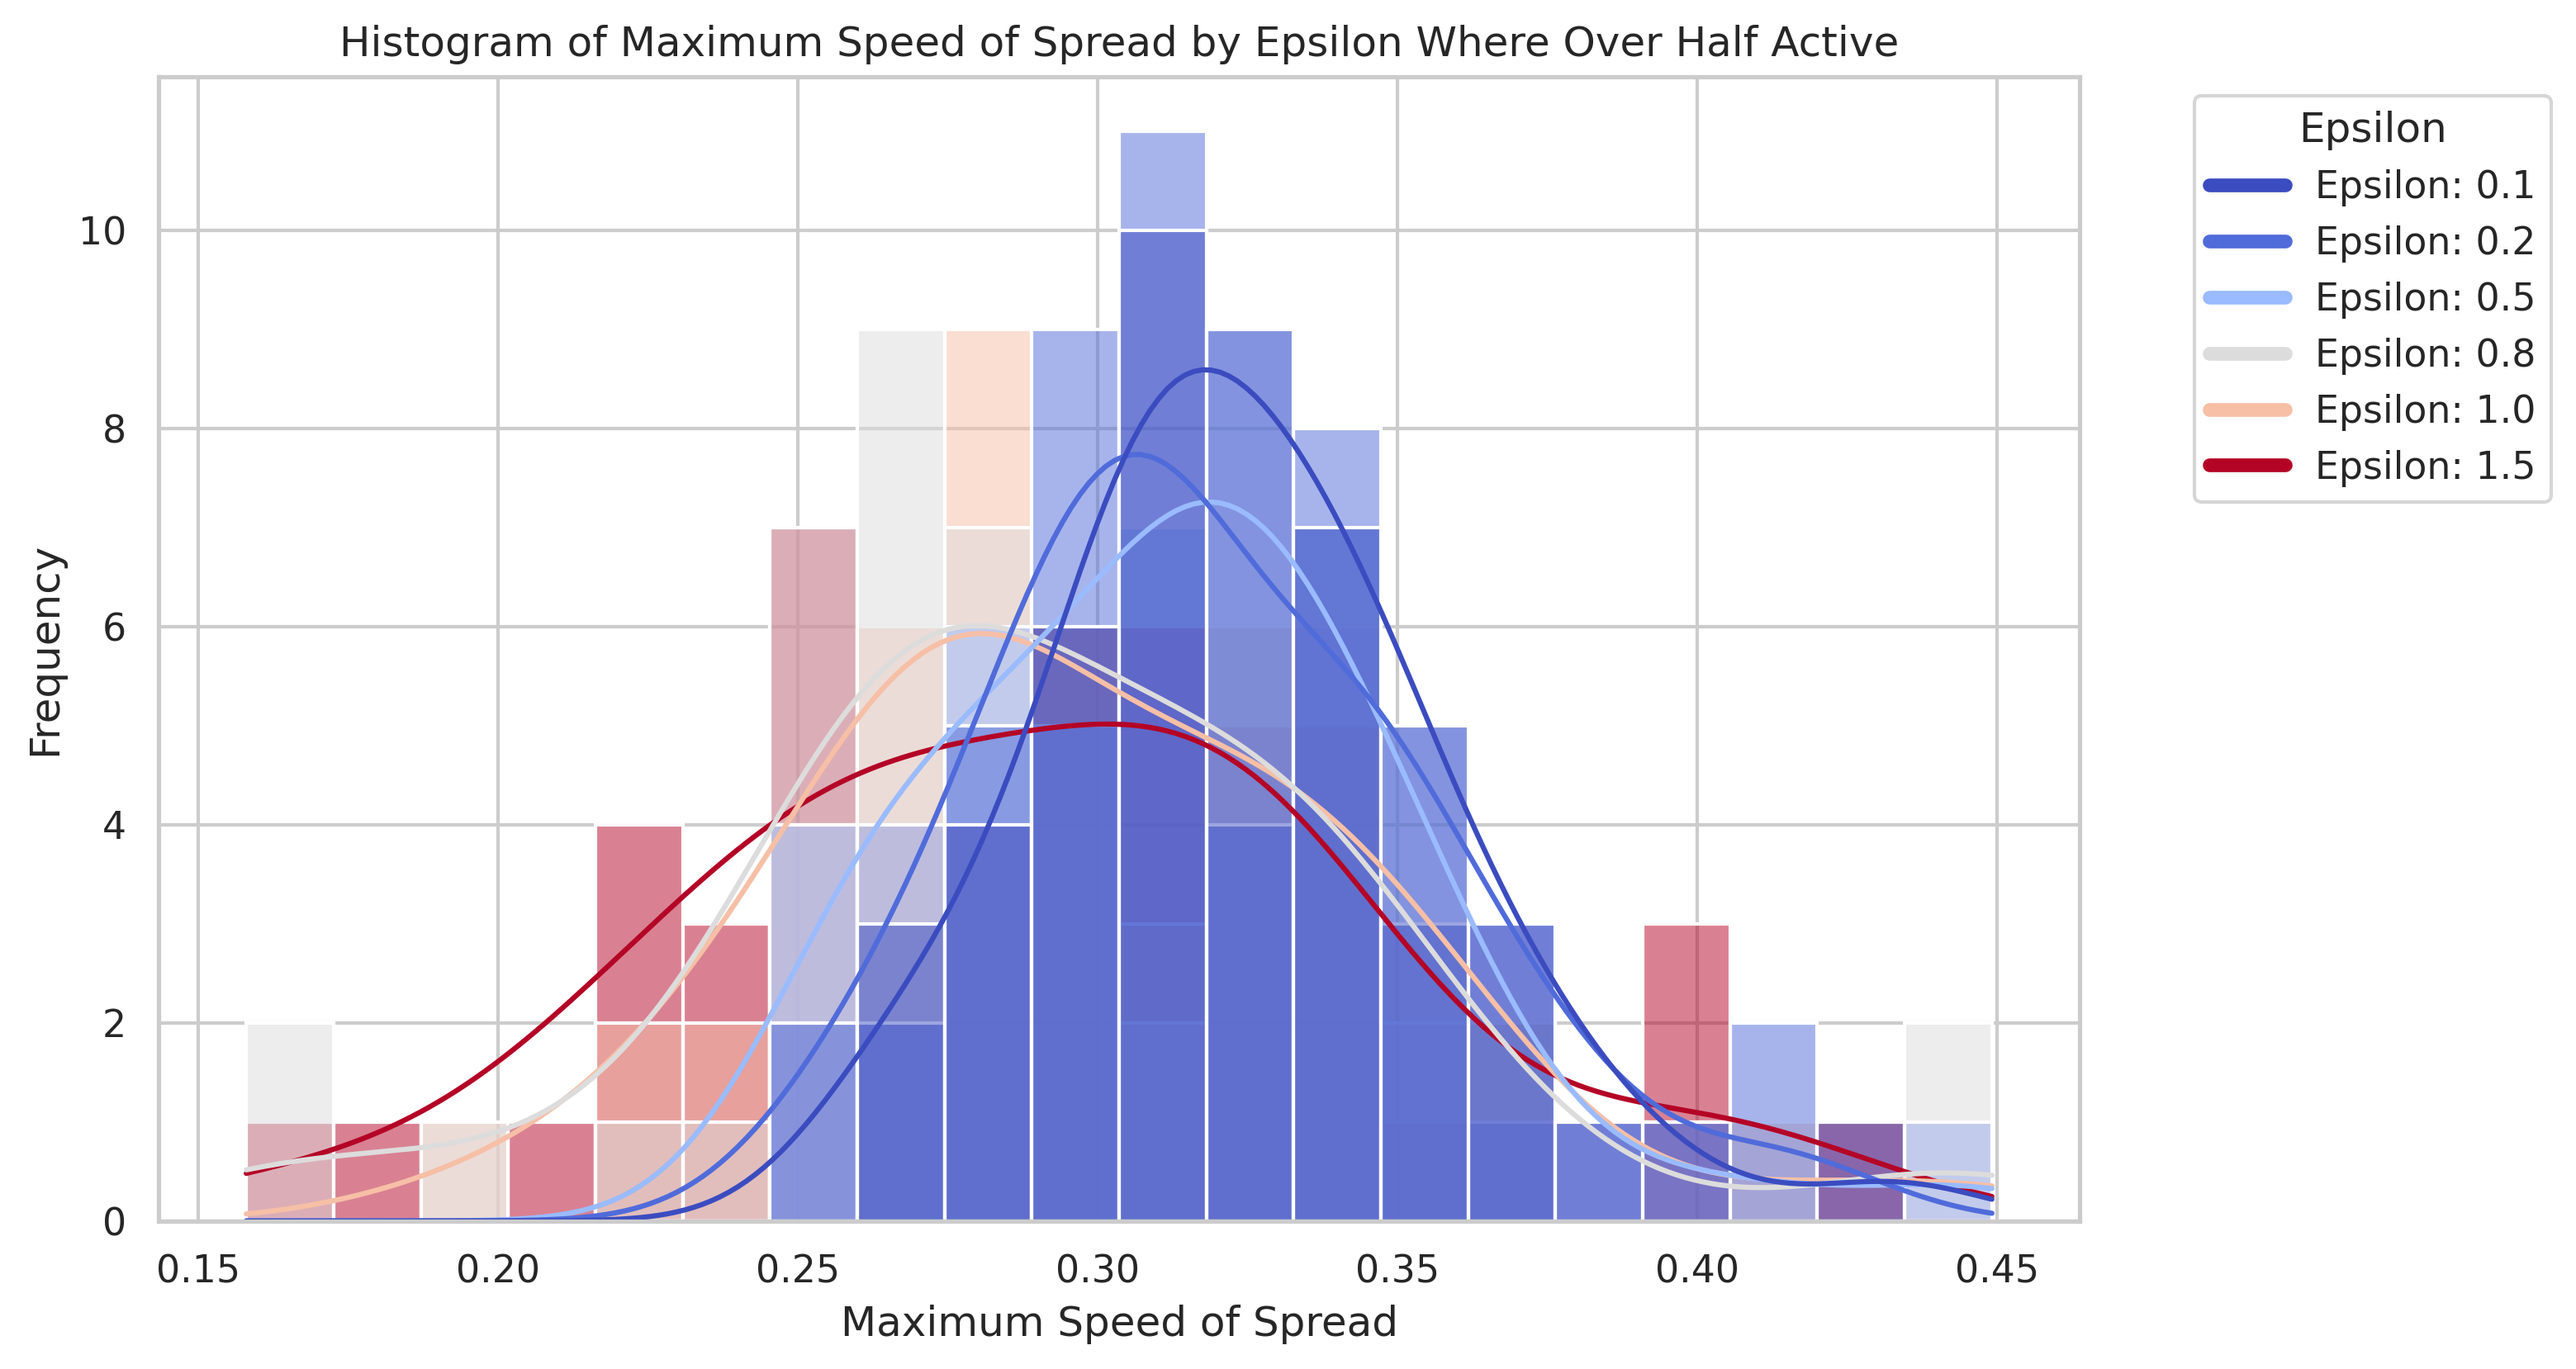 Histogram of Maximum Speed of Spread by Epsilon Where Over Half Active
Epsilon
Epsilon: 0.1
Epsilon: 0.2
Epsilon: 0.5
Epsilon: 0.8
Epsilon: 1.0
Epsilon: 1.5
Frequency
10
8
6
4
2
0
0.15 0.20 0.25 0.30 0.35 0.40 0.45
Maximum Speed of Spread